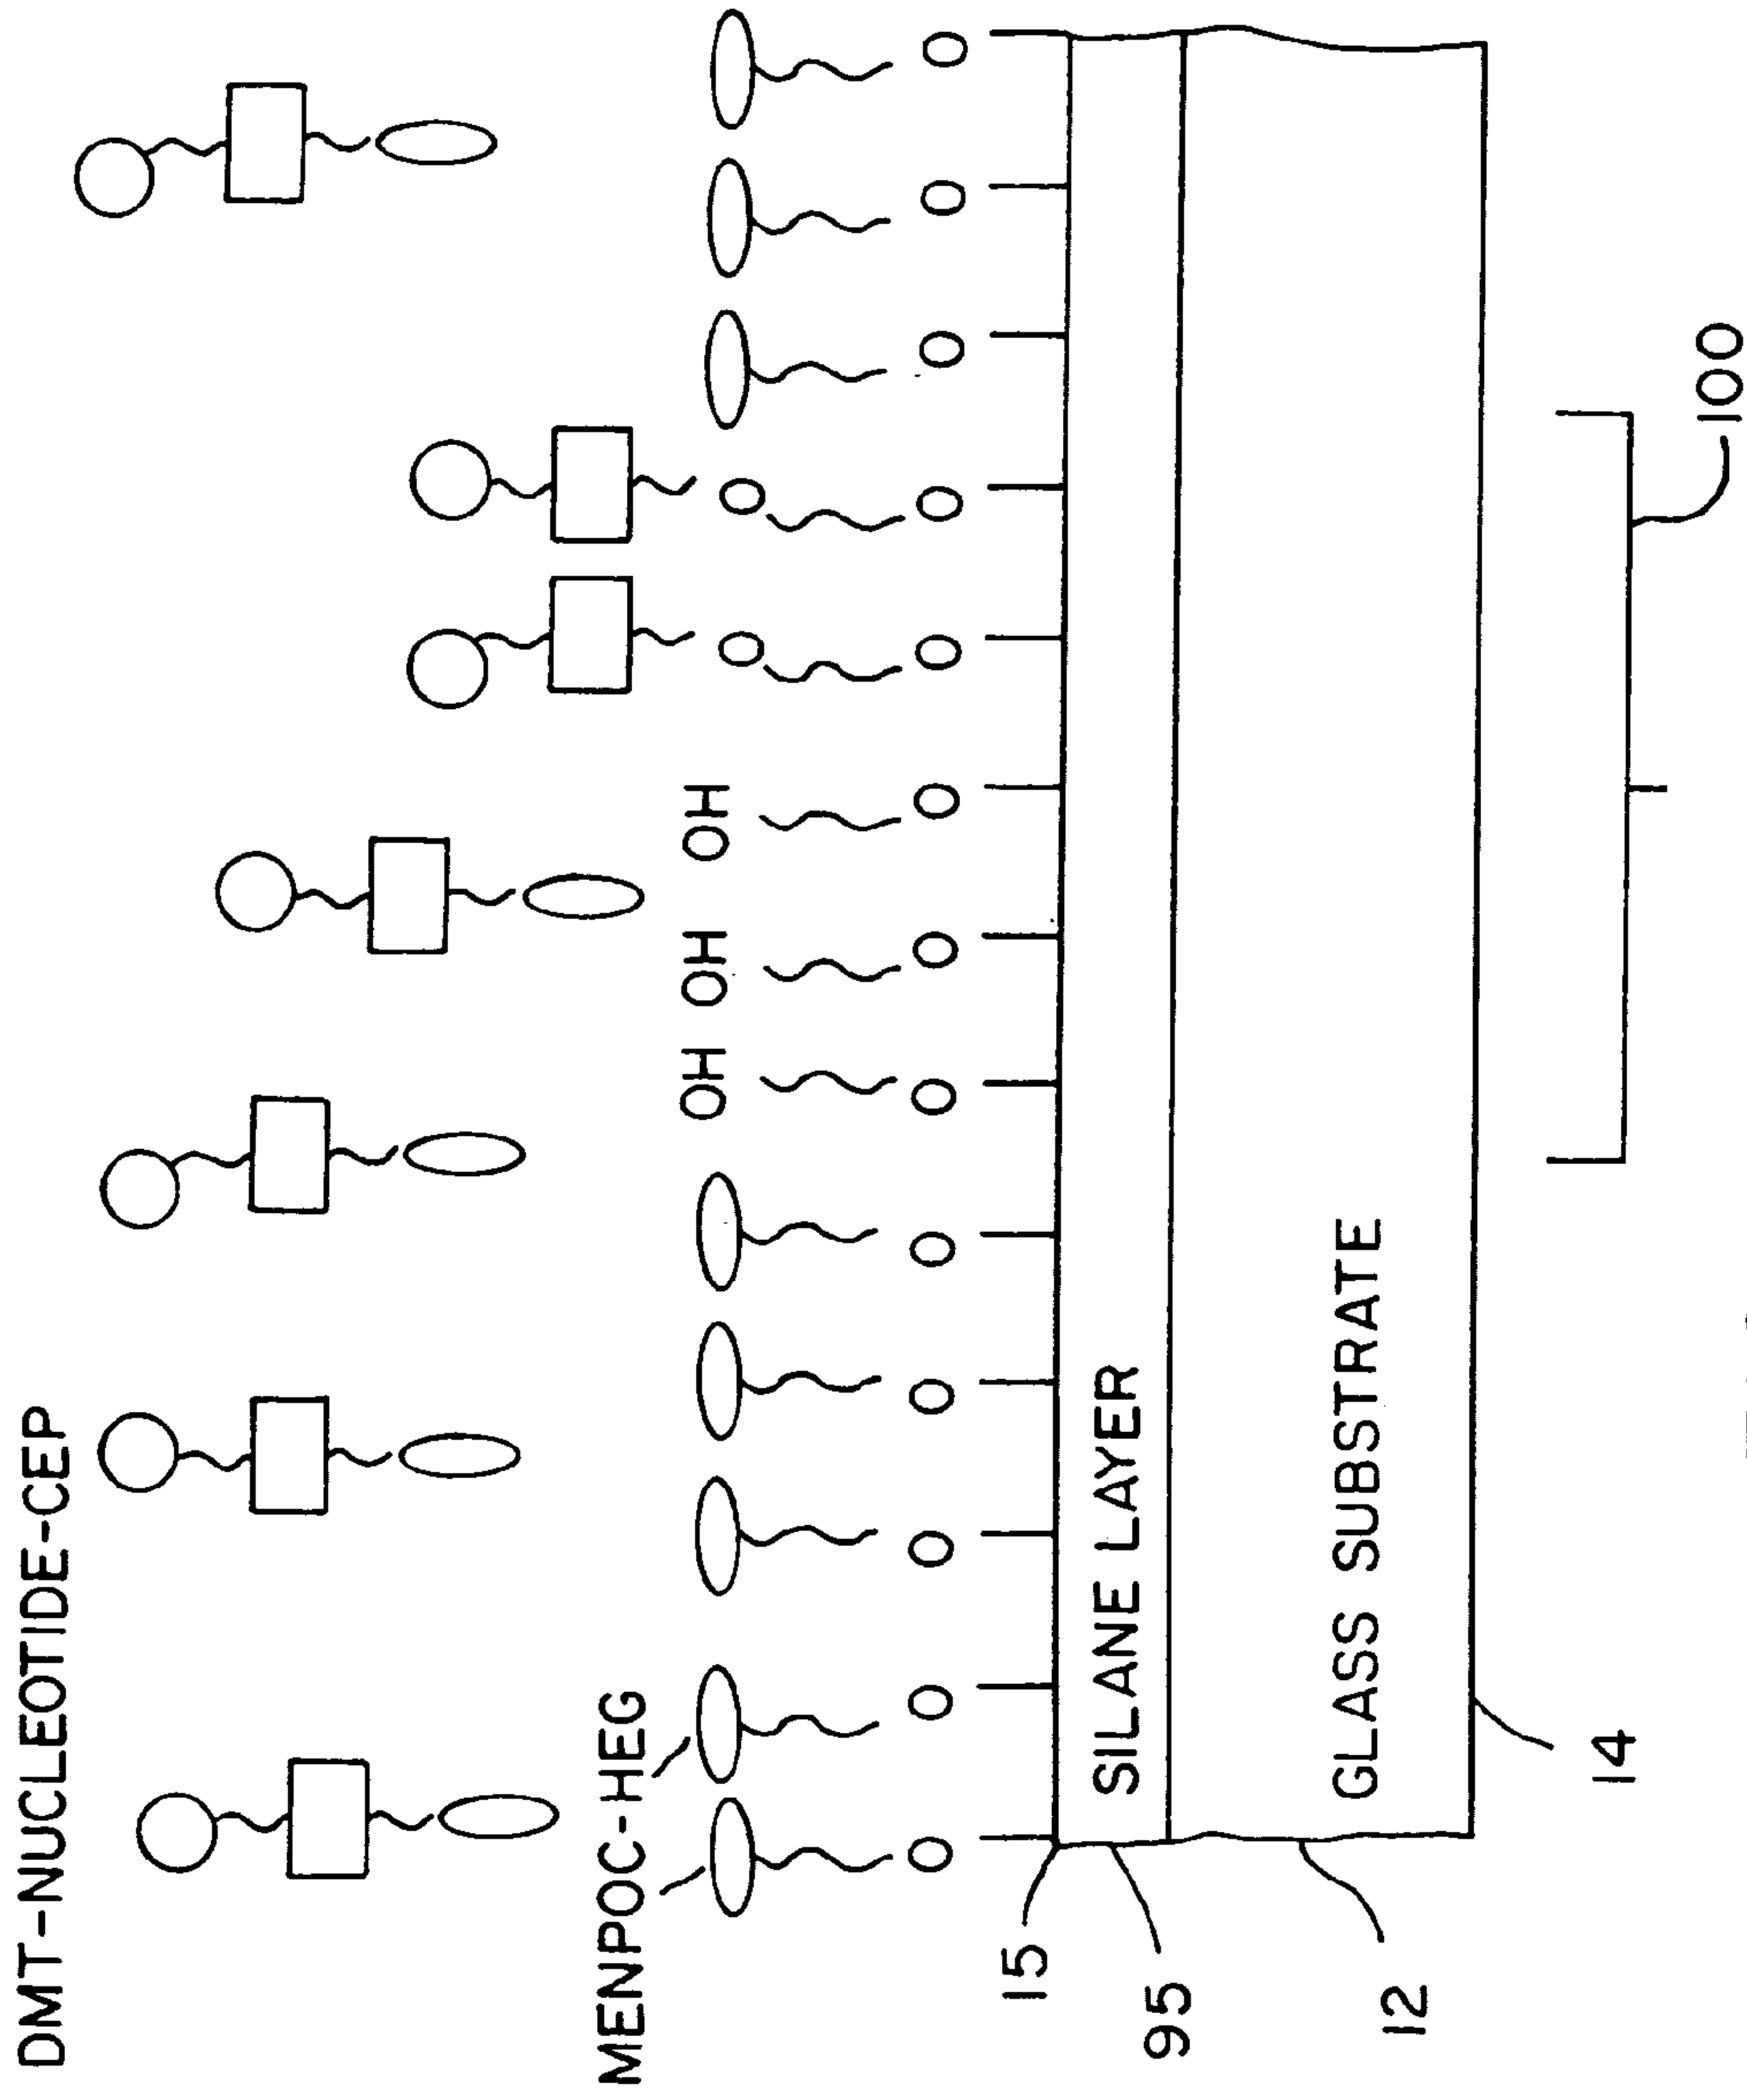 DMT-NUCLEOTIDE-CEP
MENPOC-HEG
OH OH OH O O
O O O O O O O O O O O O O
15
SILANE LAYER
95
GLASS SUBSTRATE
12
14
100